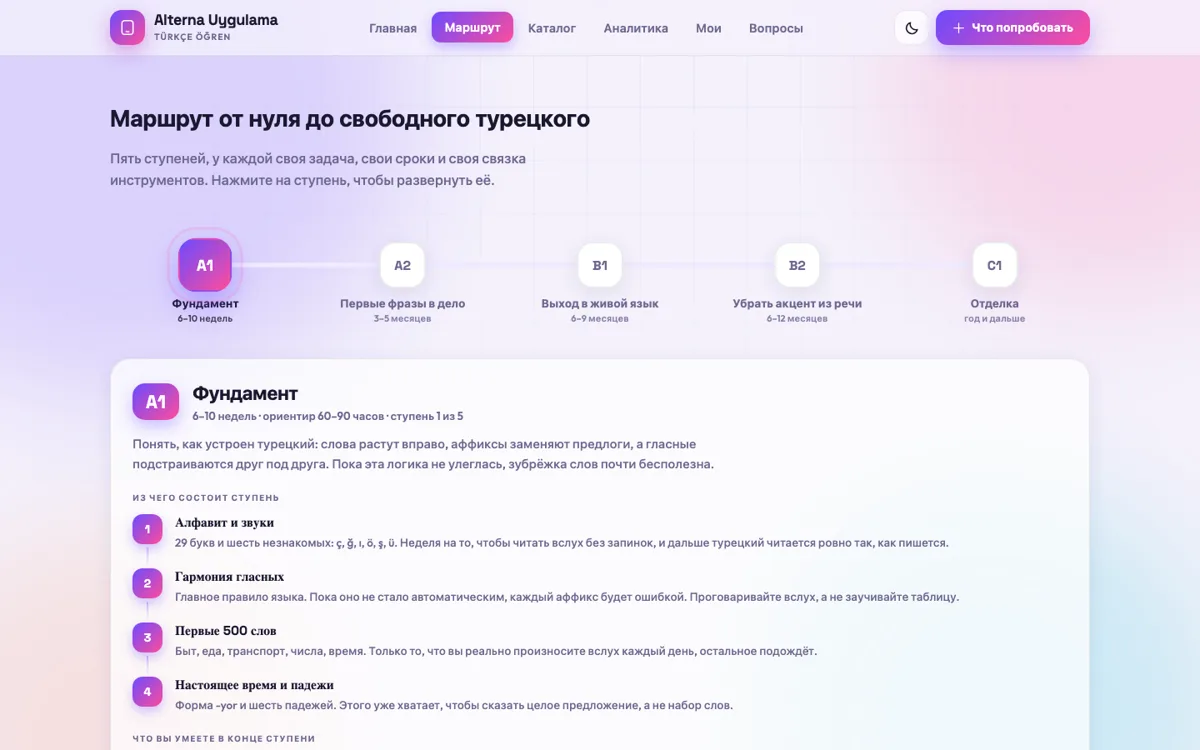 Alterna Uygulama
TÜRKÇE ÖĞREN
Главная
Маршрут
Каталог
Аналитика
Мои
Вопросы
+ Что попробовать
Маршрут от нуля до свободного турецкого
Пять ступеней, у каждой своя задача, свои сроки и своя связка
инструментов. Нажмите на ступень, чтобы развернуть её.
A1
Фундамент
6–10 недель
A2
Первые фразы в дело
3–5 месяцев
B1
Выход в живой язык
6–9 месяцев
B2
Убрать акцент из речи
6–12 месяцев
C1
Отделка
год и дальше
A1
Фундамент
6–10 недель · ориентир 60–90 часов · ступень 1 из 5
Понять, как устроен турецкий: слова растут вправо, аффиксы заменяют предлоги, а гласные
подстраиваются друг под друга. Пока эта логика не улеглась, зубрёжка слов почти бесполезна.
ИЗ ЧЕГО СОСТОИТ СТУПЕНЬ
1
Алфавит и звуки
29 букв и шесть незнакомых: ç, ğ, ı, ö, ş, ü. Неделя на то, чтобы читать вслух без запинок, и дальше турецкий читается ровно так, как пишется.
2
Гармония гласных
Главное правило языка. Пока оно не стало автоматическим, каждый аффикс будет ошибкой. Проговаривайте вслух, а не заучивайте таблицу.
3
Первые 500 слов
Быт, еда, транспорт, числа, время. Только то, что вы реально произносите вслух каждый день, остальное подождёт.
4
Настоящее время и падежи
Форма -yor и шесть падежей. Этого уже хватает, чтобы сказать целое предложение, а не набор слов.
ЧТО ВЫ УМЕЕТЕ В КОНЦЕ СТУПЕНИ